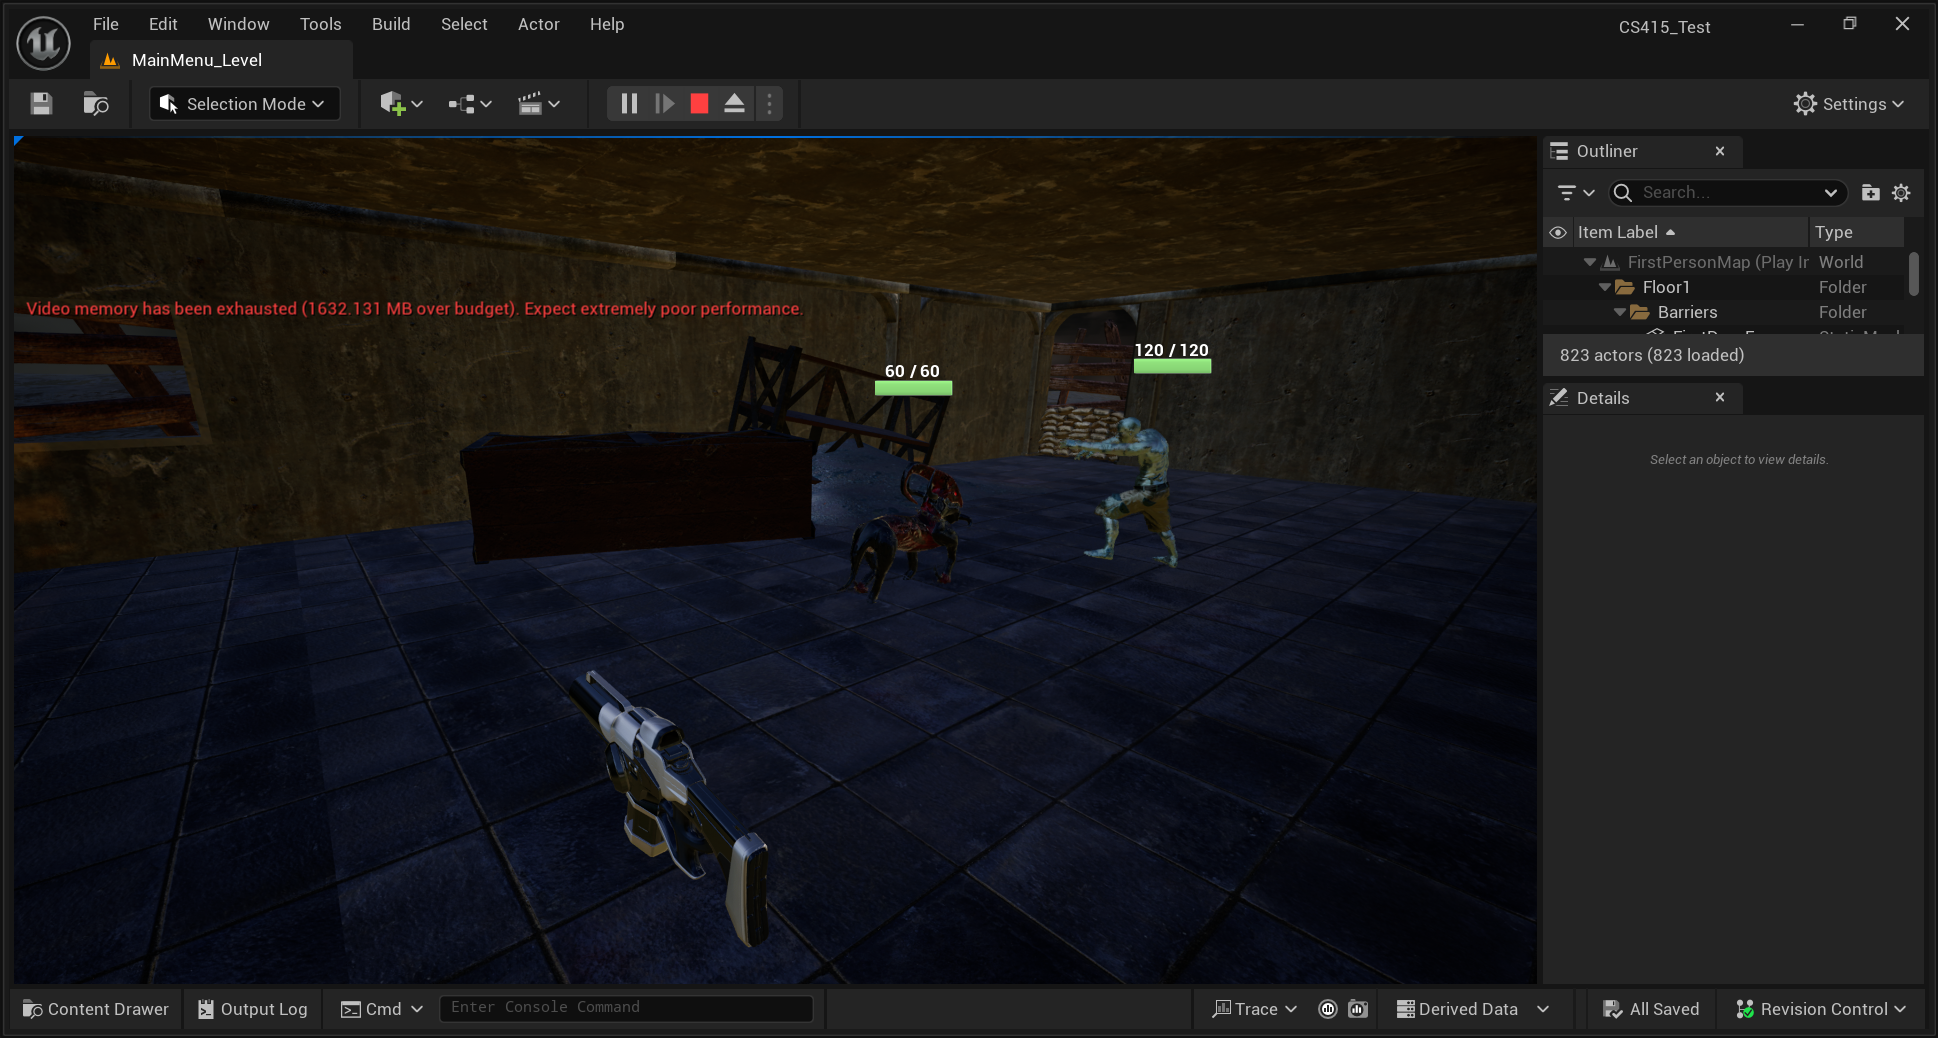 File Edit Window Tools Build Select Actor Help
CS415_Test
MainMenu_Level
Selection Mode
Settings
Outliner
Search...
Item Label Type
FirstPersonMap (Play In World
Floor1 Folder
Barriers Folder
823 actors (823 loaded)
Details
Select an object to view details.
Video memory has been exhausted (1632.131 MB over budget). Expect extremely poor performance.
120 / 120
60 / 60
Content Drawer Output Log Cmd Enter Console Command Trace Derived Data All Saved Revision Control